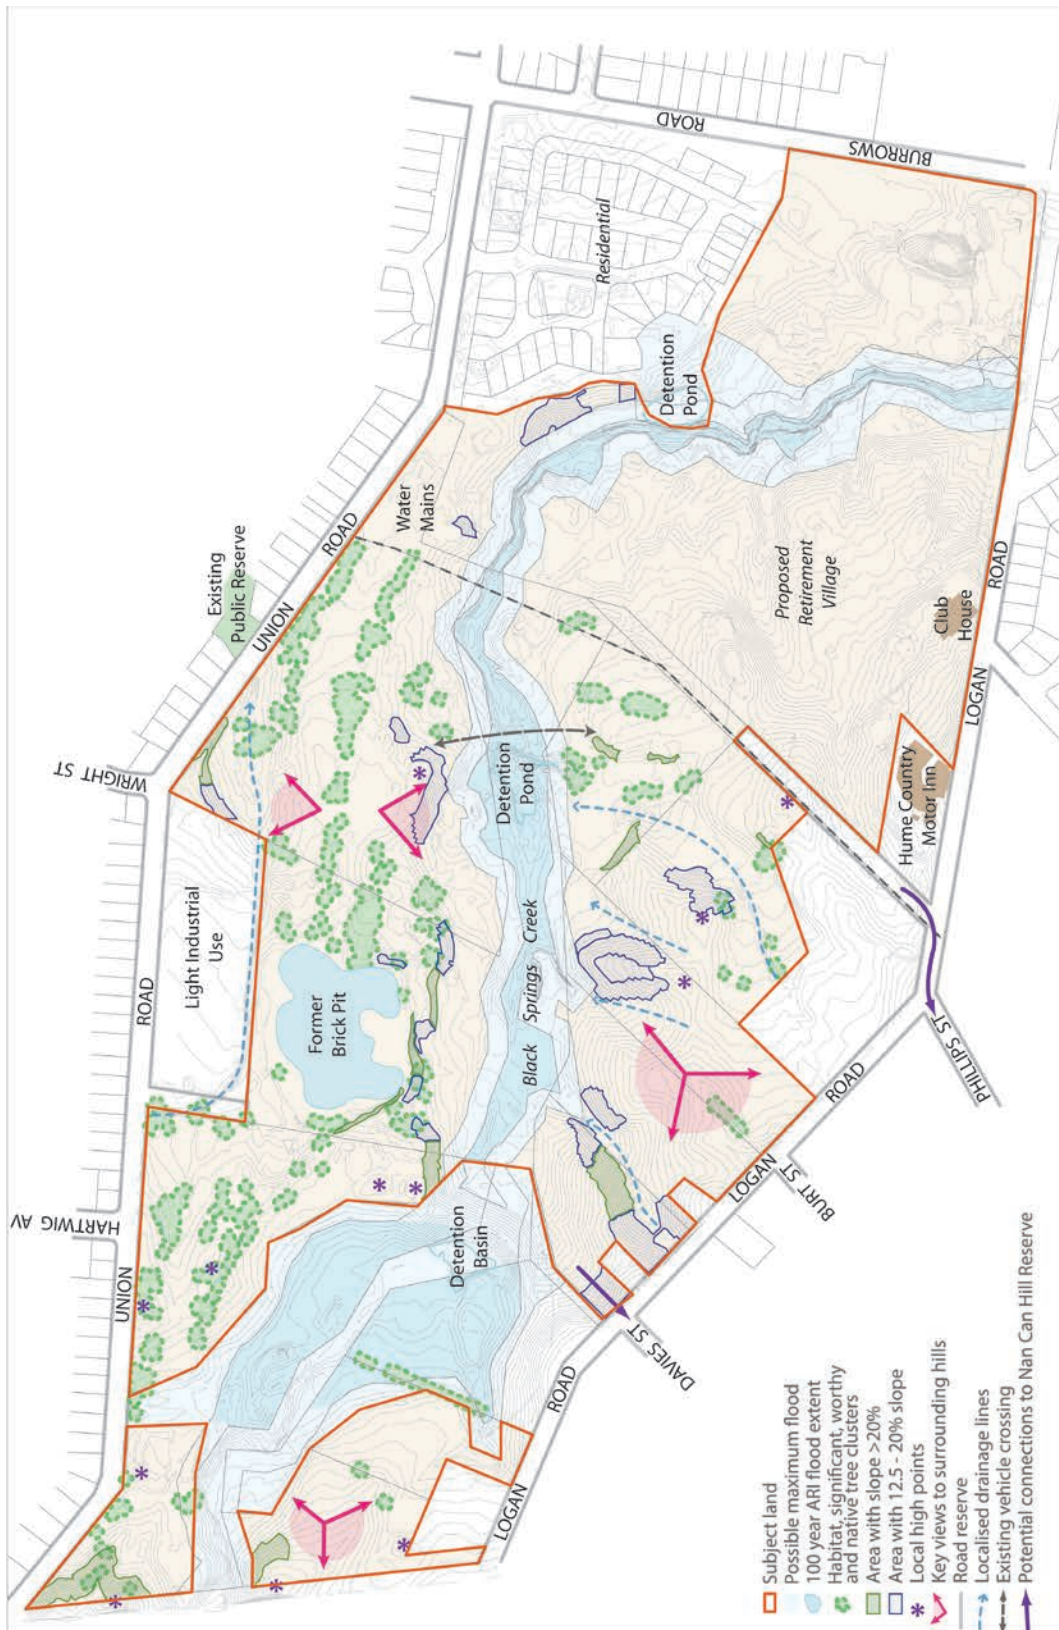 WRIGHT ST
HARTWIG AV
UNION
ROAD
UNION
ROAD
Existing
Public Reserve
Light Industrial
Use
Former
Brick Pit
Water
Mains
Residential
BURROWS
ROAD
Detention
Pond
Detention
Pond
Detention
Basin
Black Springs Creek
Proposed
Retirement
Village
Club
House
Hume Country
Motor Inn
LOGAN
ROAD
DAVIES ST
LOGAN
ROAD
BURT ST
PHILLIPS ST
LOGAN
ROAD
Subject land
Possible maximum flood
100 year ARI flood extent
Habitat, significant, worthy
and native tree clusters
Area with slope >20%
Area with 12.5 - 20% slope
Local high points
Key views to surrounding hills
Road reserve
Localised drainage lines
Existing vehicle crossing
Potential connections to Nan Can Hill Reserve